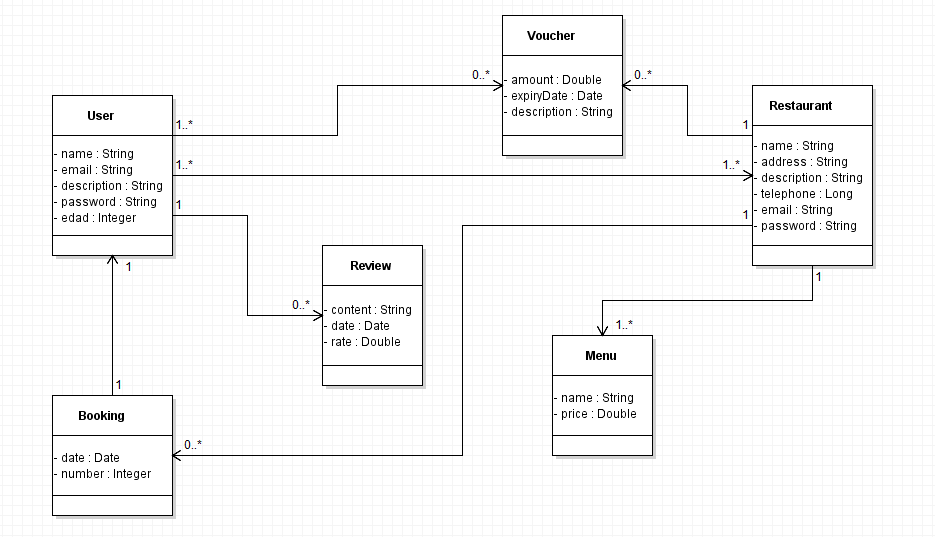 Voucher
- amount : Double
- expiryDate : Date
- description : String
0..*
0..*
User
- name : String
- email : String
- description : String
- password : String
- edad : Integer
1..*
1..*
1
1
Restaurant
- name : String
- address : String
- description : String
- telephone : Long
- email : String
- password : String
1
1..*
1
1
Review
- content : String
- date : Date
- rate : Double
0..*
Menu
- name : String
- price : Double
1..*
Booking
- date : Date
- number : Integer
1
0..*